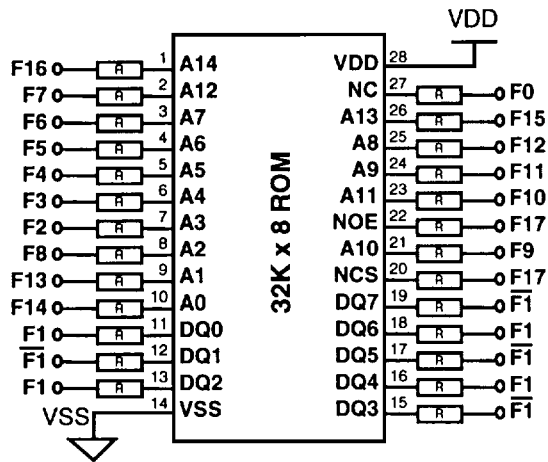 VDD
F16 R 1 A14 VDD 28
F7 R 2 A12 NC 27 R F0
F6 R 3 A7 A13 26 R F15
F5 R 4 A6 A8 25 R F12
F4 R 5 A5 A9 24 R F11
F3 R 6 A4 A11 23 R F10
F2 R 7 A3 NOE 22 R F17
F8 R 8 A2 A10 21 R F9
F13 R 9 A1 NCS 20 R F17
F14 R 10 A0 DQ7 19 R F̅1̅
F1 R 11 DQ0 DQ6 18 R F1
F̅1̅ R 12 DQ1 DQ5 17 R F̅1̅
F1 R 13 DQ2 DQ4 16 R F1
VSS 14 VSS DQ3 15 R F̅1̅
32K x 8 ROM